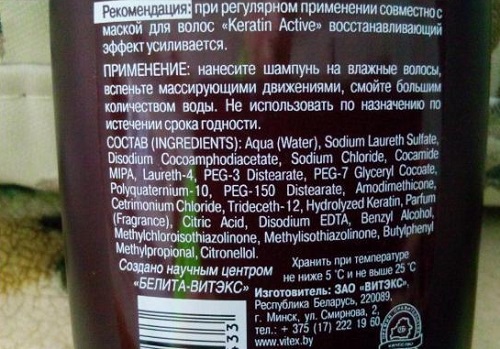 Рекомендация: при регулярном применении совместно с
маской для волос «Keratin Active» восстанавливающий
эффект усиливается.
ПРИМЕНЕНИЕ: нанесите шампунь на влажные волосы,
вспеньте массирующими движениями, смойте большим
количеством воды. Не использовать по назначению по
истечении срока годности.
СОСТАВ (INGREDIENTS): Aqua (Water), Sodium Laureth Sulfate,
Disodium Cocoamphodiacetate, Sodium Chloride, Cocamide
MIPA, Laureth-4, PEG-3 Distearate, PEG-7 Glyceryl Cocoate,
Polyquaternium-10, PEG-150 Distearate, Amodimethicone,
Cetrimonium Chloride, Trideceth-12, Hydrolyzed Keratin, Parfum
(Fragrance), Citric Acid, Disodium EDTA, Benzyl Alcohol,
Methylchloroisothiazolinone, Methylisothiazolinone, Butylphenyl
Methylpropional, Citronellol.
Создано научным центром
«БЕЛИТА-ВИТЭКС»
Хранить при температуре
не ниже 5 °С и не выше 25 °С
Изготовитель: ЗАО «ВИТЭКС»,
Республика Беларусь, 220089,
г. Минск, ул. Смирнова, 2,
тел.: + 375 (17) 222 19 60
www.vitex.by
433